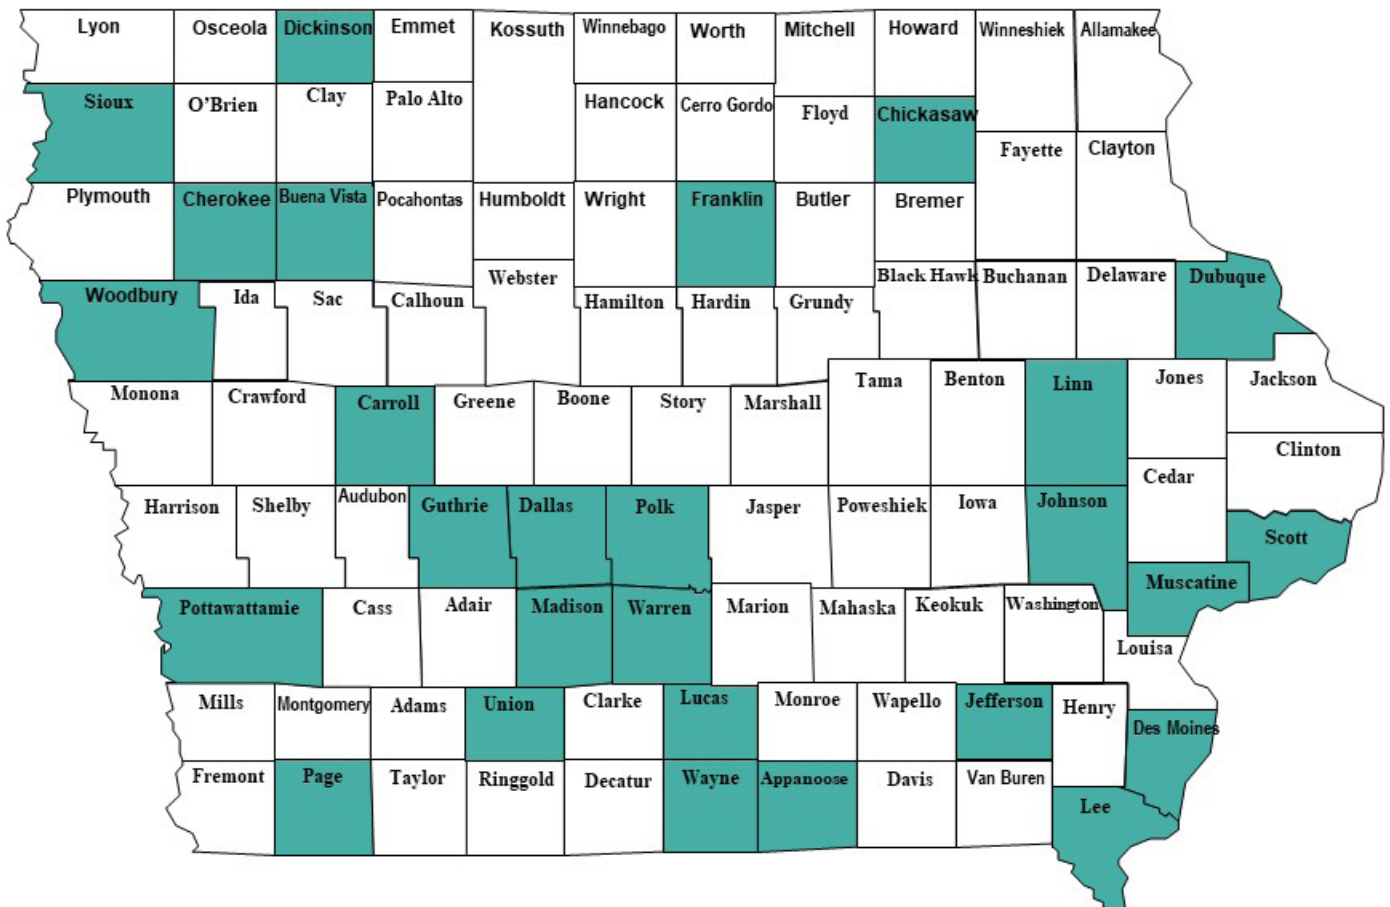 Lyon
Osceola
Dickinson
Emmet
Kossuth
Winnebago
Worth
Mitchell
Howard
Winneshiek
Allamakee
Sioux
O'Brien
Clay
Palo Alto
Hancock
Cerro Gordo
Floyd
Chickasaw
Fayette
Clayton
Plymouth
Cherokee
Buena Vista
Pocahontas
Humboldt
Wright
Franklin
Butler
Bremer
Woodbury
Ida
Sac
Calhoun
Webster
Hamilton
Hardin
Grundy
Black Hawk
Buchanan
Delaware
Dubuque
Monona
Crawford
Carroll
Greene
Boone
Story
Marshall
Tama
Benton
Linn
Jones
Jackson
Clinton
Cedar
Harrison
Shelby
Audubon
Guthrie
Dallas
Polk
Jasper
Poweshiek
Iowa
Johnson
Scott
Muscatine
Pottawattamie
Cass
Adair
Madison
Warren
Marion
Mahaska
Keokuk
Washington
Louisa
Mills
Montgomery
Adams
Union
Clarke
Lucas
Monroe
Wapello
Jefferson
Henry
Des Moines
Fremont
Page
Taylor
Ringgold
Decatur
Wayne
Appanoose
Davis
Van Buren
Lee